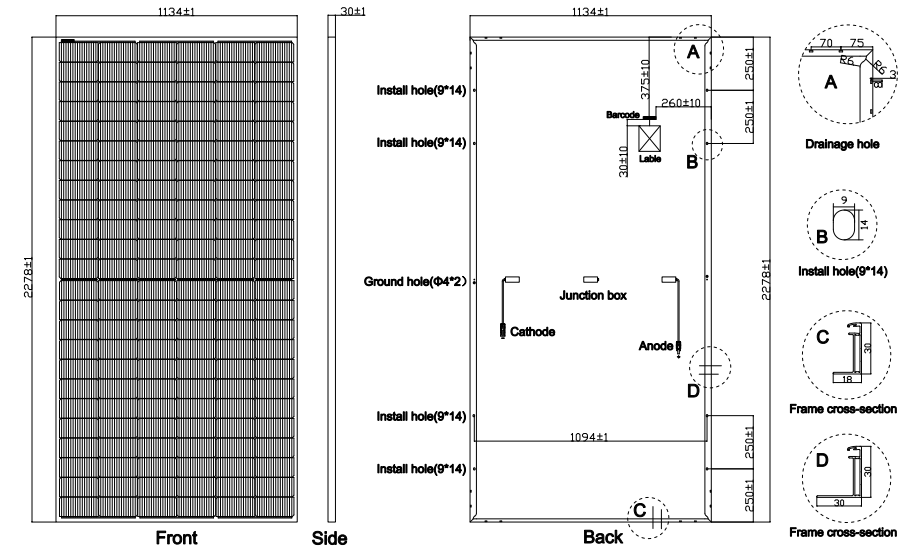 1134±1
30±1
1134±1
2278±1
Front
Side
Install hole(9*14)
Install hole(9*14)
Ground hole(Φ4*2)
Install hole(9*14)
Install hole(9*14)
A
375±10
260±10
Barcode
Lable
30±10
B
250±1
250±1
Junction box
Cathode
Anode
D
2278±1
1094±1
250±1
250±1
C
Back
70
75
R6
R6
A
8
3
Drainage hole
9
14
B
Install hole(9*14)
C
30
18
Frame cross-section
D
30
30
Frame cross-section